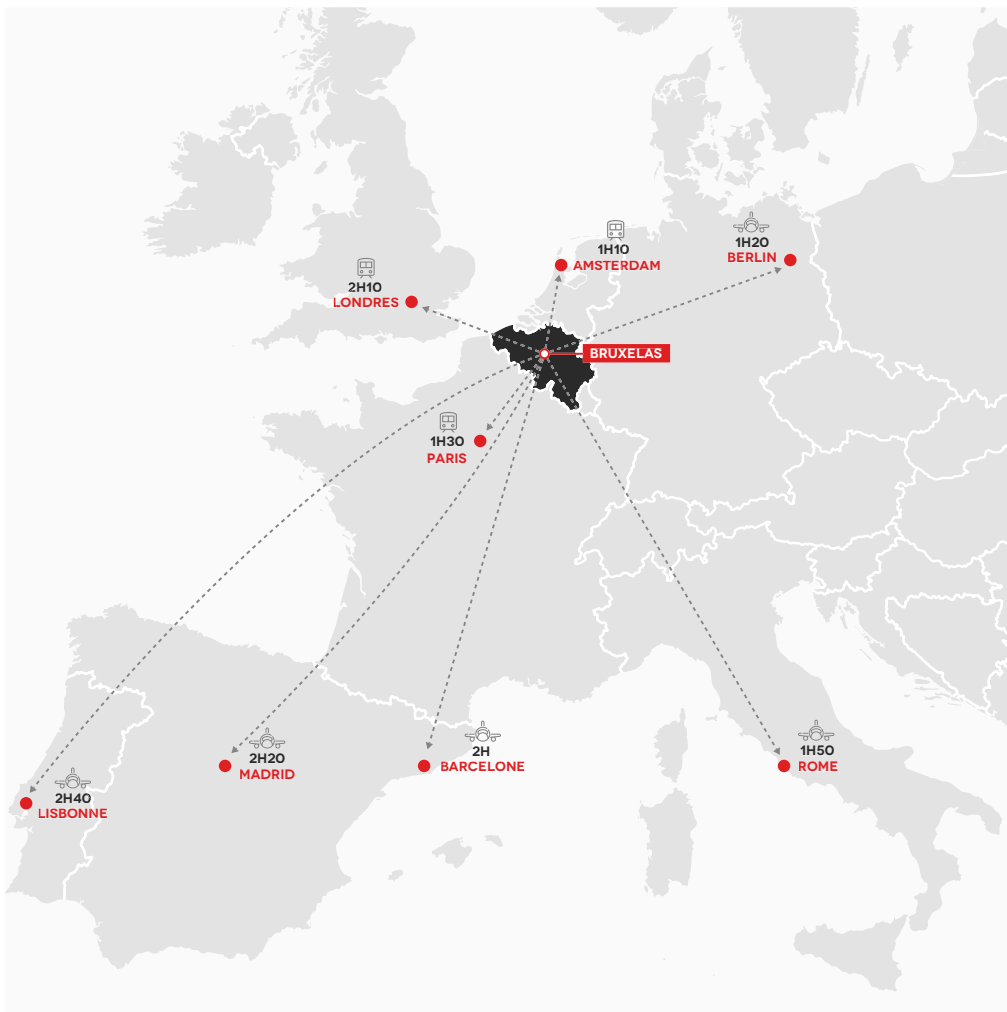 1H10
AMSTERDAM
1H20
BERLIN
2H10
LONDRES
BRUXELAS
1H30
PARIS
2H40
LISBONNE
2H20
MADRID
2H
BARCELONE
1H50
ROME